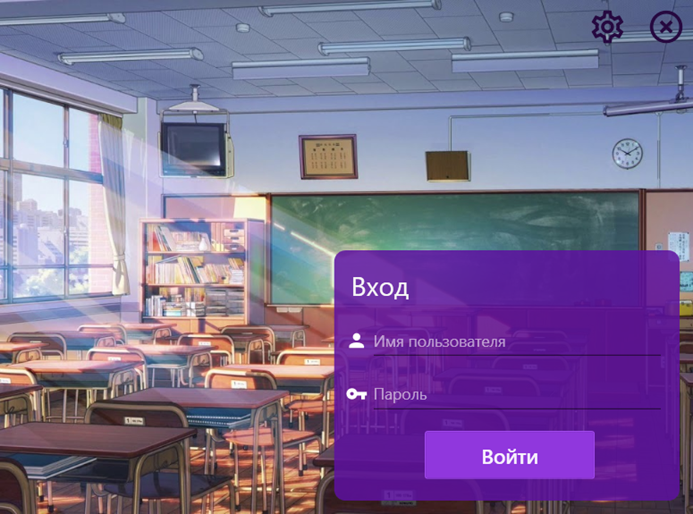 Вход
Имя пользователя
Пароль
Войти